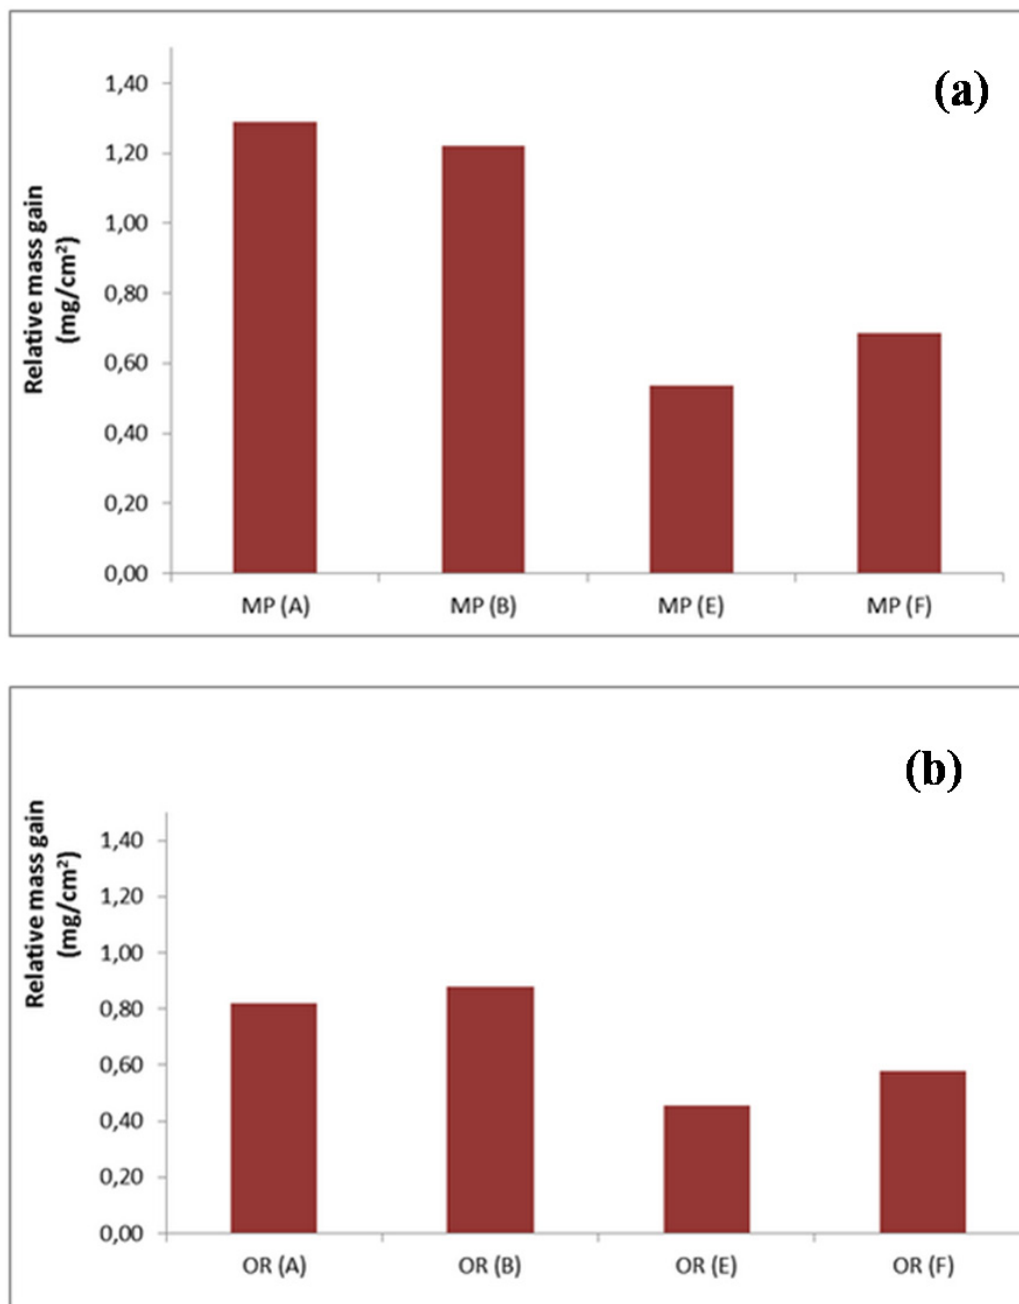 (a)
Relative mass gain
(mg/cm²)
1,40
1,20
1,00
0,80
0,60
0,40
0,20
0,00
MP (A) MP (B) MP (E) MP (F)
(b)
Relative mass gain
(mg/cm²)
1,40
1,20
1,00
0,80
0,60
0,40
0,20
0,00
OR (A) OR (B) OR (E) OR (F)